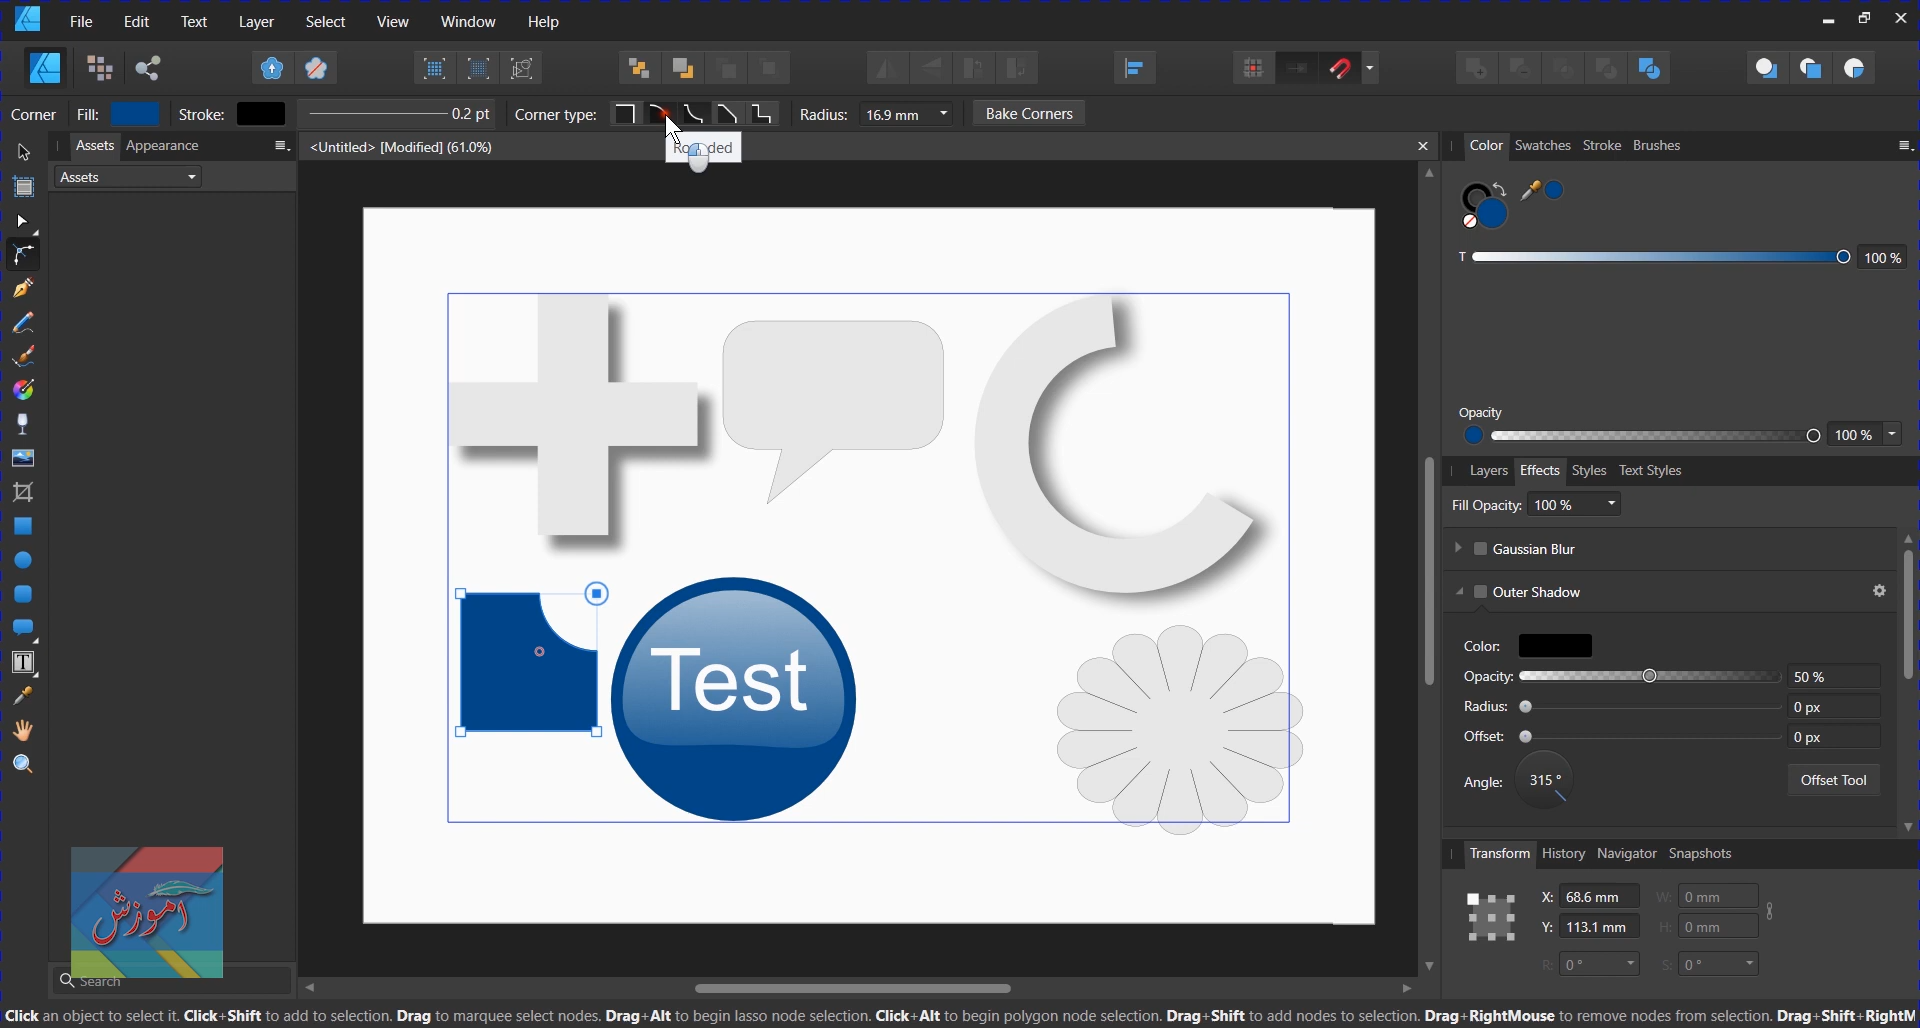 File Edit Text Layer Select View Window Help
Corner Fill: Stroke: 0.2 pt Corner type: Radius: 16.9 mm Bake Corners
Assets Appearance
<Untitled> [Modified] (61.0%)
Color Swatches Stroke Brushes
Assets
T 100 %
Opacity
100 %
Layers Effects Styles Text Styles
Fill Opacity: 100 %
Gaussian Blur
Outer Shadow
Color:
Opacity: 50 %
Radius: 0 px
Offset: 0 px
Angle: 315 ° Offset Tool
Test
Transform History Navigator Snapshots
X: 68.6 mm W: 0 mm
Y: 113.1 mm H: 0 mm
R: 0 ° S: 0 °
آموزش
Search
Click an object to select it. Click+Shift to add to selection. Drag to marquee select nodes. Drag+Alt to begin lasso node selection. Click+Alt to begin polygon node selection. Drag+Shift to add nodes to selection. Drag+RightMouse to remove nodes from selection. Drag+Shift+RightM